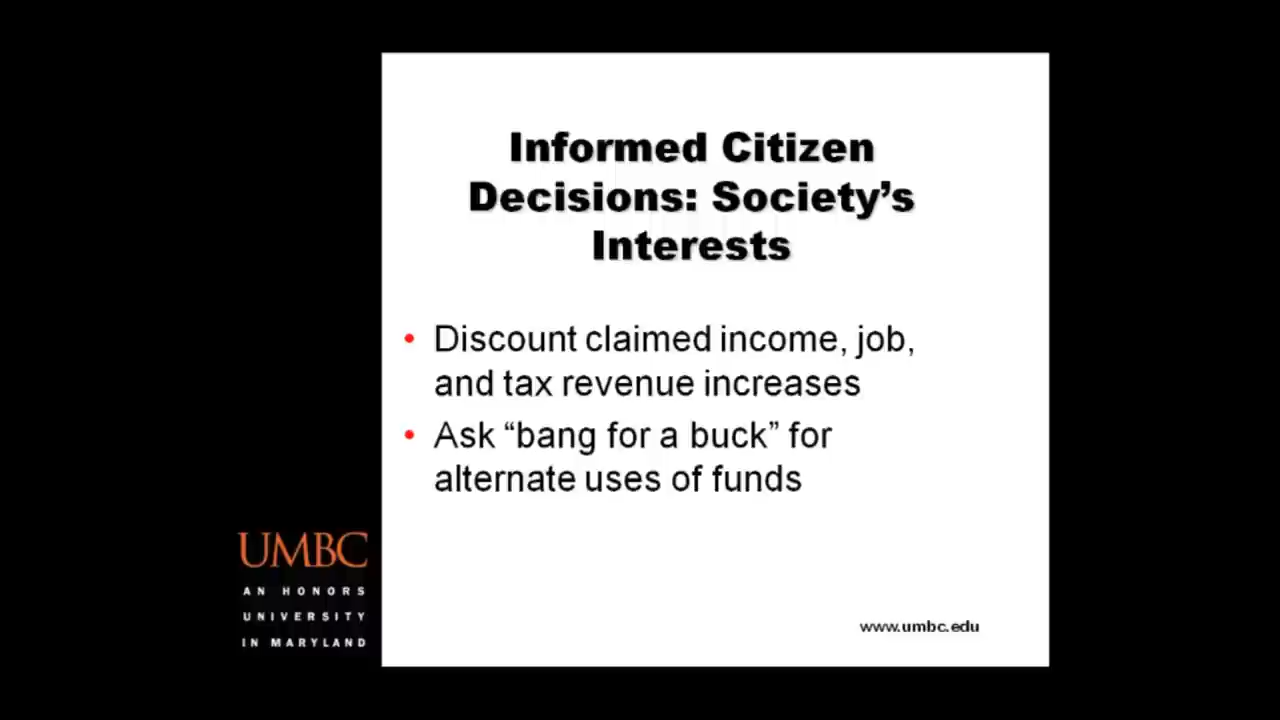 Informed Citizen
Decisions: Society’s
Interests
• Discount claimed income, job,
and tax revenue increases
• Ask “bang for a buck” for
alternate uses of funds
UMBC
AN HONORS
UNIVERSITY
IN MARYLAND
www.umbc.edu